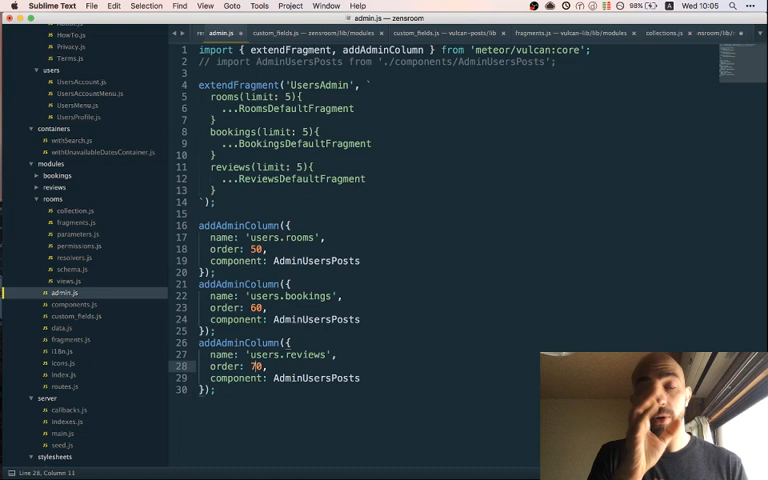 Sublime Text File Edit Selection Find View Goto Tools Project Window Help 98% A Wed 10:05
admin.js — zensroom
admin.js custom_fields.js — zensroom/lib/modules custom_fields.js — vulcan-posts/lib fragments.js — vulcan-lib/lib/modules collections.js nsroom/lib/modules
HowTo.js
Privacy.js
Terms.js
users
UsersAccount.js
UsersAccountMenu.js
UsersMenu.js
UsersProfile.js
containers
withSearch.js
withUnavailableDatesContainer.js
modules
bookings
reviews
rooms
collection.js
fragments.js
parameters.js
permissions.js
resolvers.js
schema.js
views.js
admin.js
components.js
custom_fields.js
data.js
fragments.js
i18n.js
icons.js
index.js
routes.js
server
callbacks.js
indexes.js
main.js
seed.js
stylesheets
1 import { extendFragment, addAdminColumn } from 'meteor/vulcan:core';
2 // import AdminUsersPosts from './components/AdminUsersPosts';
3
4 extendFragment('UsersAdmin', `
5 rooms(limit: 5){
6 ...RoomsDefaultFragment
7 }
8 bookings(limit: 5){
9 ...BookingsDefaultFragment
10 }
11 reviews(limit: 5){
12 ...ReviewsDefaultFragment
13 }
14 `);
15
16 addAdminColumn({
17 name: 'users.rooms',
18 order: 50,
19 component: AdminUsersPosts
20 });
21 addAdminColumn({
22 name: 'users.bookings',
23 order: 60,
24 component: AdminUsersPosts
25 });
26 addAdminColumn({
27 name: 'users.reviews',
28 order: 70,
29 component: AdminUsersPosts
30 });
Line 28, Column 11